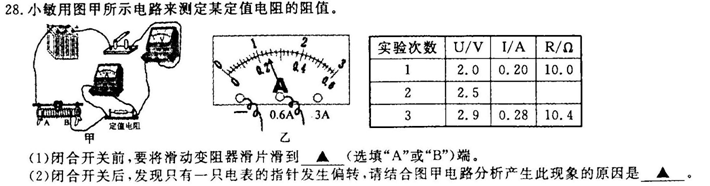 28.小敏用图甲所示电路来测定某定值电阻的阻值。
A B 定值电阻
甲
0 1 2 3
0 0.2 0.4 0.6
A
— 0.6A 3A
乙
实验次数 U/V I/A R/Ω
1 2.0 0.20 10.0
2 2.5
3 2.9 0.28 10.4
(1)闭合开关前,要将滑动变阻器滑片滑到 ▲ (选填“A”或“B”)端。
(2)闭合开关后,发现只有一只电表的指针发生偏转,请结合图甲电路分析产生此现象的原因是 ▲ 。